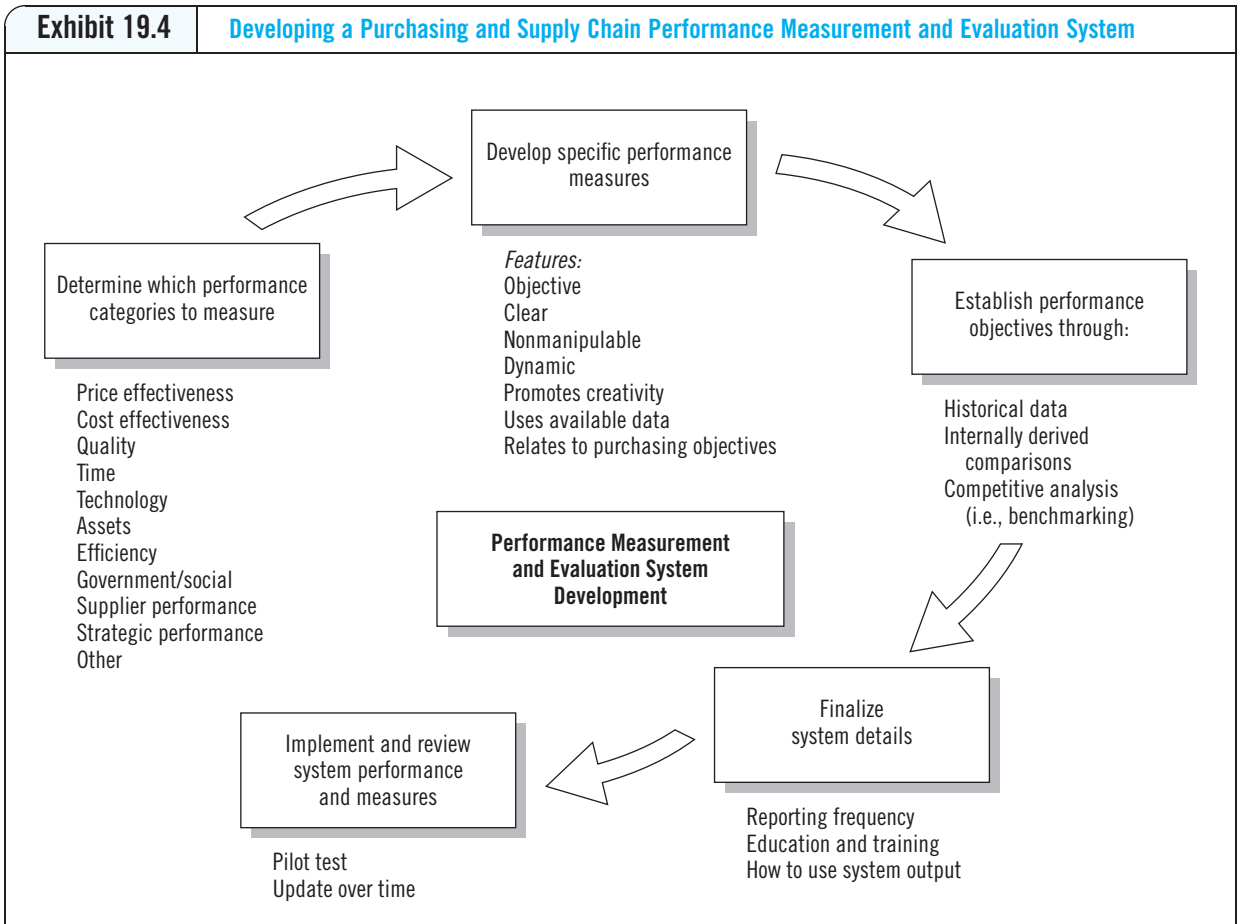 Exhibit 19.4
Developing a Purchasing and Supply Chain Performance Measurement and Evaluation System
Determine which performance
categories to measure
Price effectiveness
Cost effectiveness
Quality
Time
Technology
Assets
Efficiency
Government/social
Supplier performance
Strategic performance
Other
Develop specific performance
measures
Features:
Objective
Clear
Nonmanipulable
Dynamic
Promotes creativity
Uses available data
Relates to purchasing objectives
Establish performance
objectives through:
Historical data
Internally derived
comparisons
Competitive analysis
(i.e., benchmarking)
Performance Measurement
and Evaluation System
Development
Finalize
system details
Reporting frequency
Education and training
How to use system output
Implement and review
system performance
and measures
Pilot test
Update over time